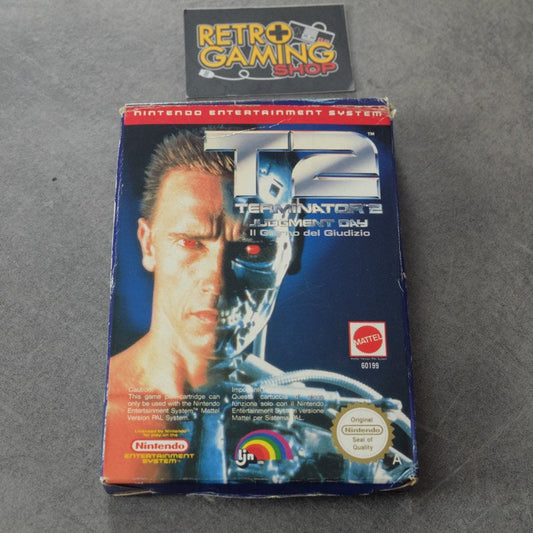 RETRO
GAMING
SHOP
NINTENDO ENTERTAINMENT SYSTEM
T2
TM
TERMINATOR 2
JUDGMENT DAY
Il Giorno del Giudizio
MATTEL
60199
Caution
This game pak/cartridge can
only be used with the Nintendo
Entertainment System™ Mattel
Version PAL System.
Questa cartuccia
funziona solo con il Nintendo
Entertainment System versione
Mattel per Sistema PAL.
Licensed by Nintendo
for play on the
Nintendo
ENTERTAINMENT
SYSTEM™
ljn
Original
Nintendo
Seal of
Quality
A